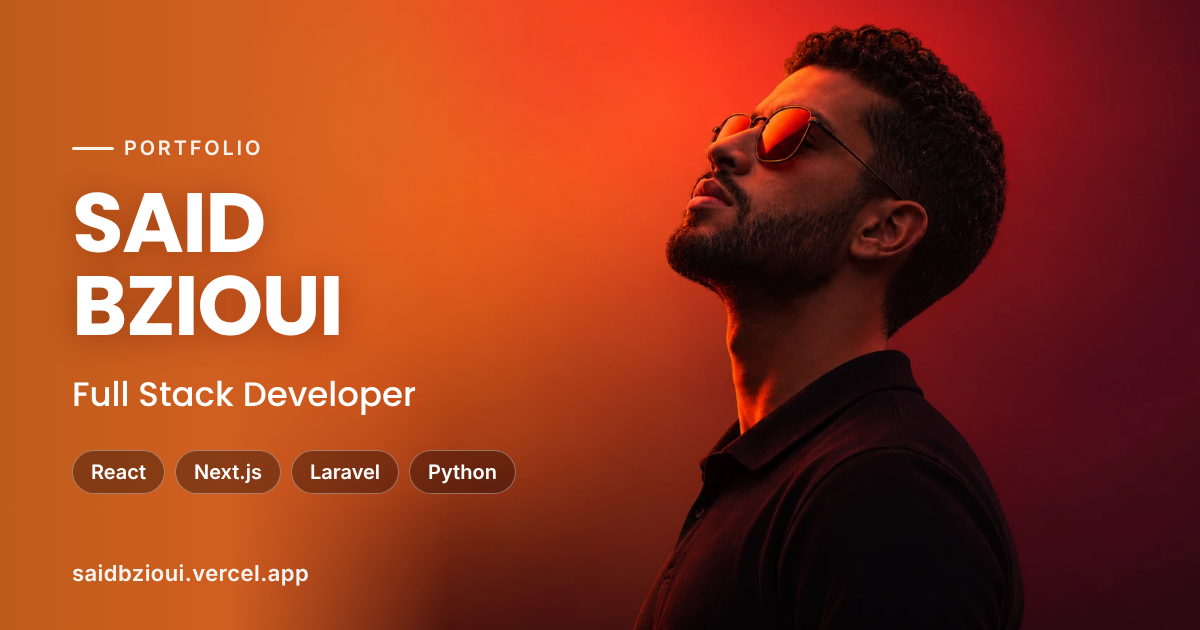 PORTFOLIO
SAID
BZIOUI
Full Stack Developer
React Next.js Laravel Python
saidbzioui.vercel.app